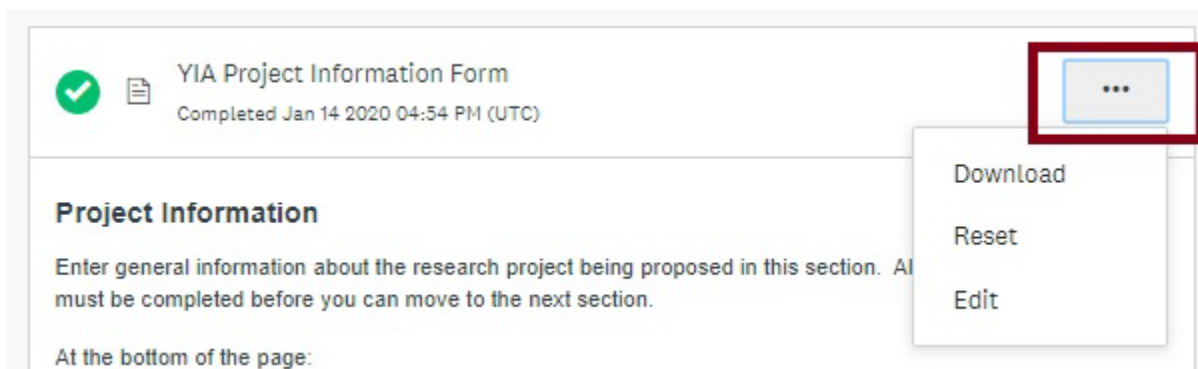 YIA Project Information Form
...
Completed Jan 14 2020 04:54 PM (UTC)
Download
Project Information
Reset
Enter general information about the research project being proposed in this section.
must be completed before you can move to the next section.
Edit
At the bottom of the page: